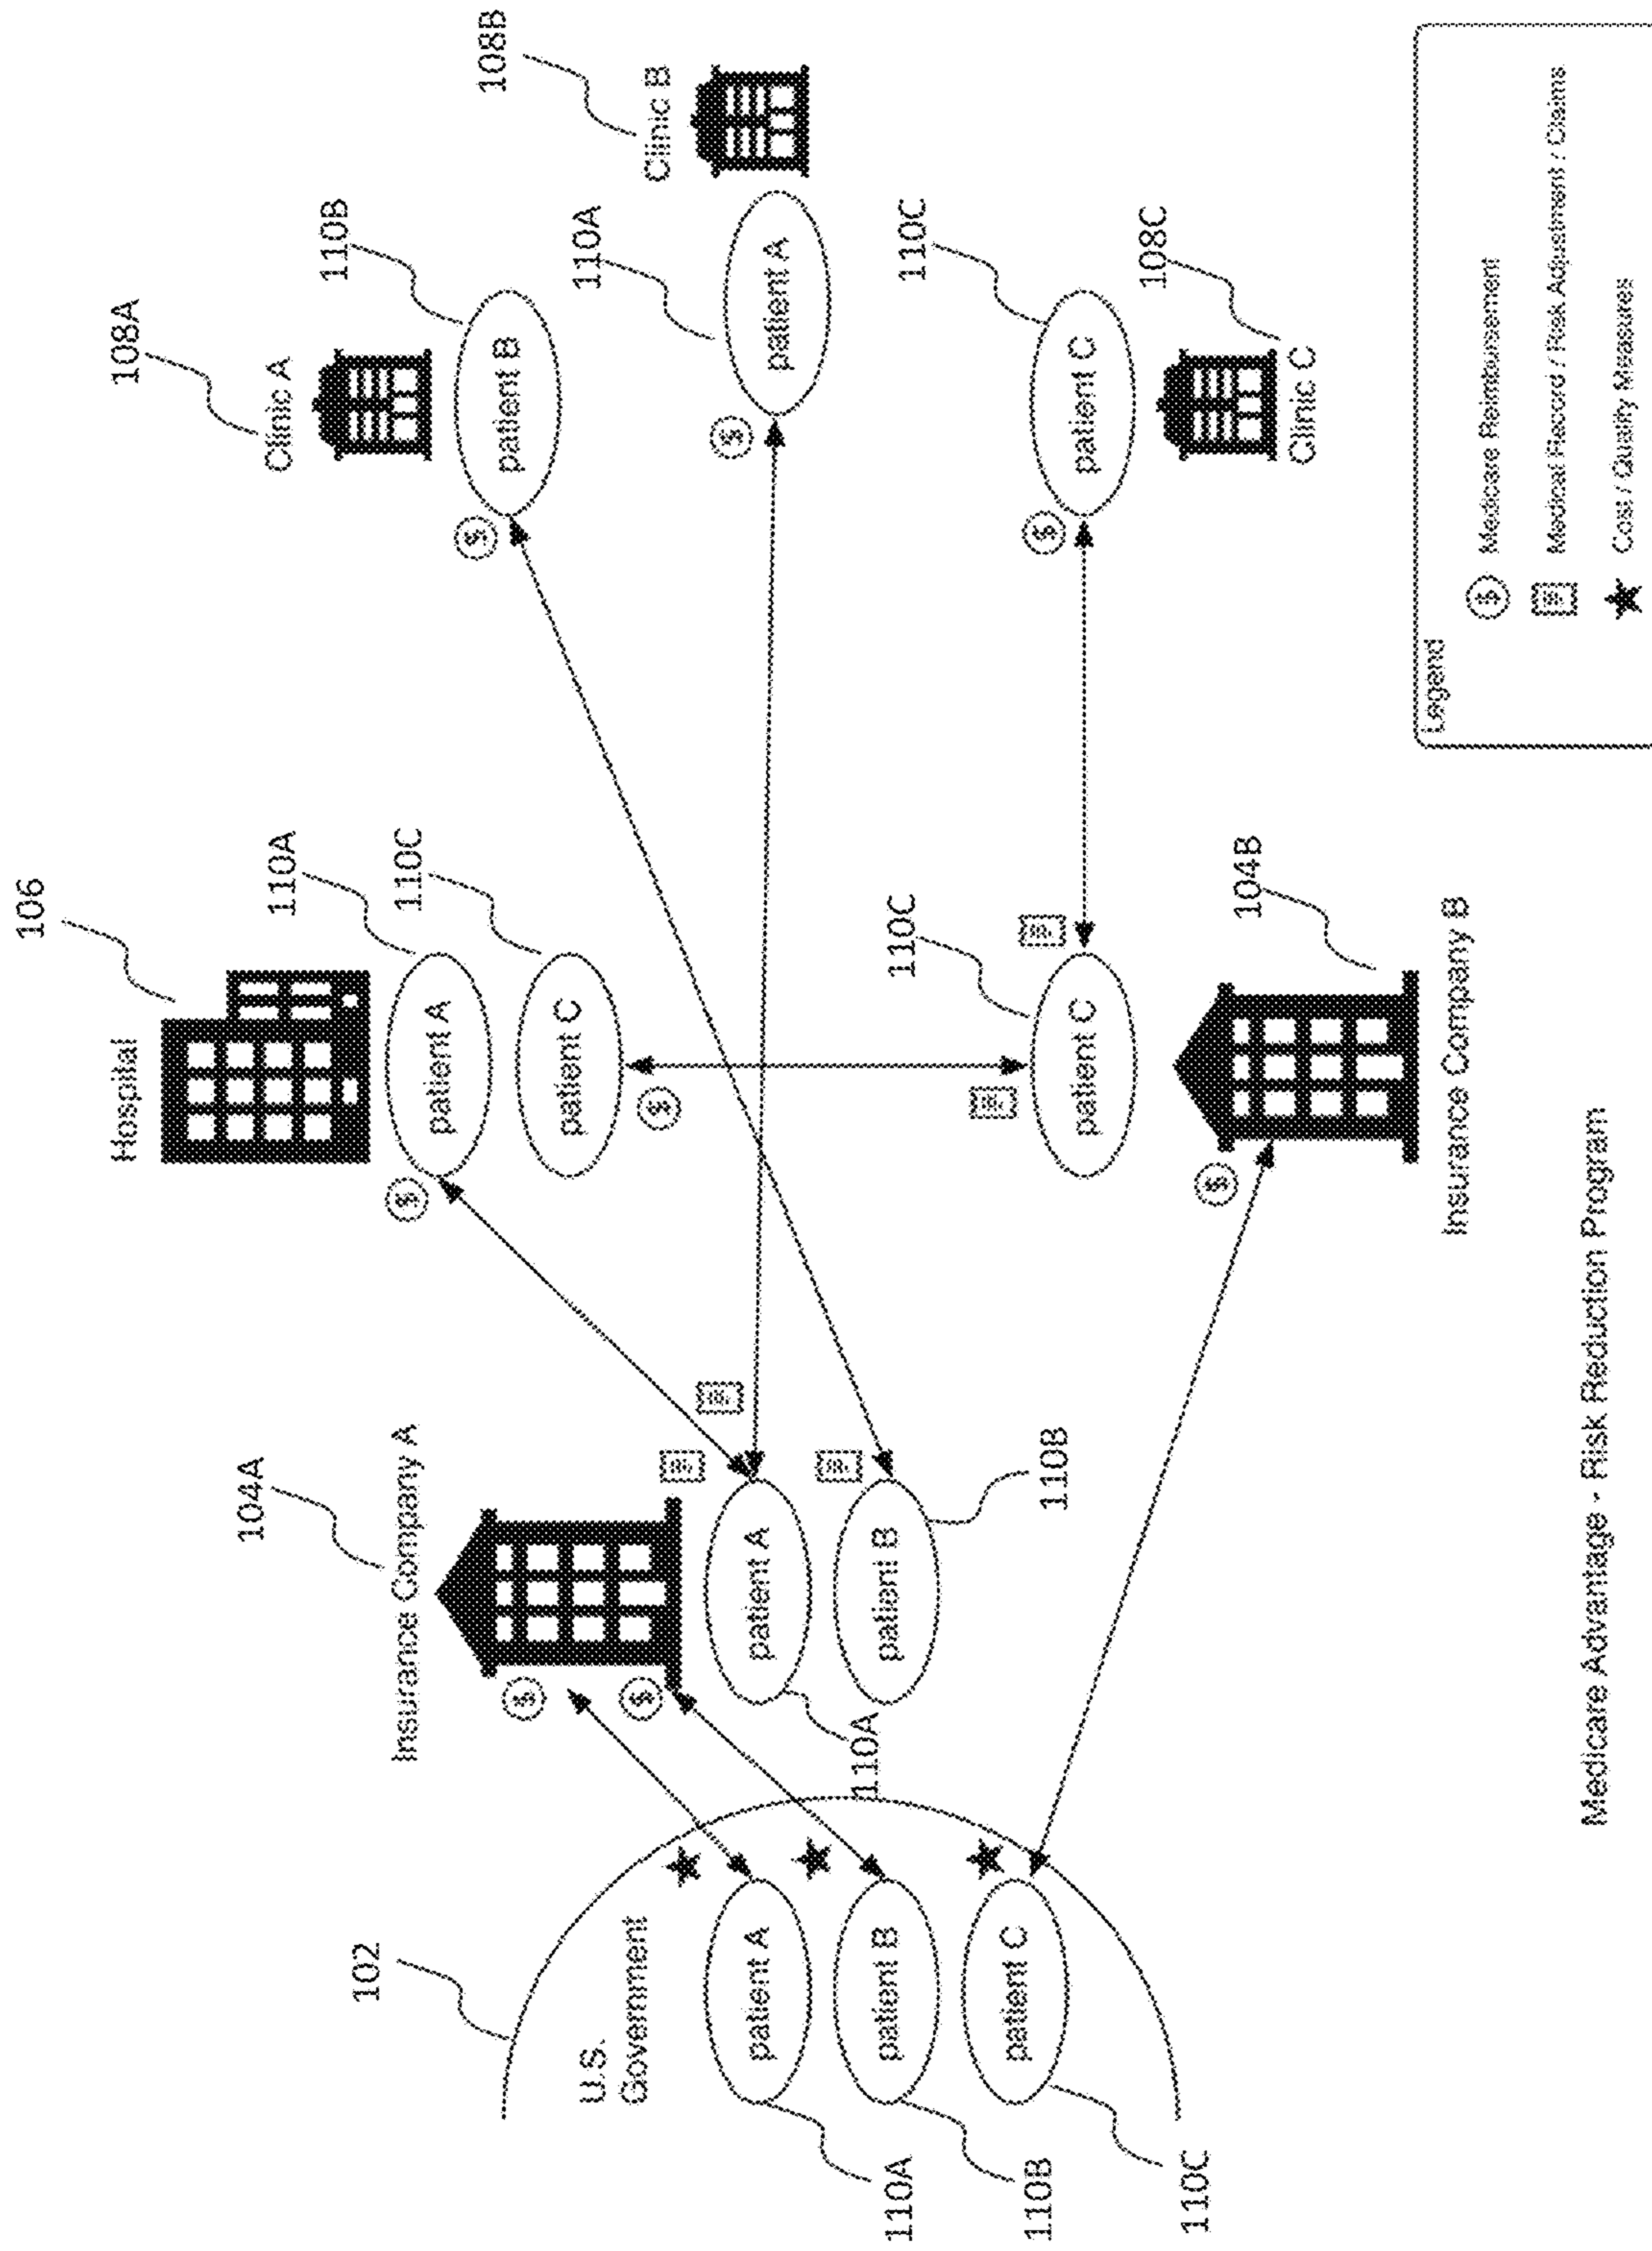 102
U.S.
Government
patient A
patient B
patient C
110A
110B
110C
104A
Insurance Company A
$
$
patient A
patient B
110A
110B
106
Hospital
110A
110C
$
patient A
patient C
$
110C
patient C
104B
$
Insurance Company B
108A
Clinic A
110B
$
patient B
108B
Clinic B
110A
$
patient A
110C
$
patient C
108C
Clinic C
Legend
$ Medicare Reimbursement
Medical Record / Risk Adjustment / Claims
Cost / Quality Measures
Medicare Advantage - Risk Reduction Program